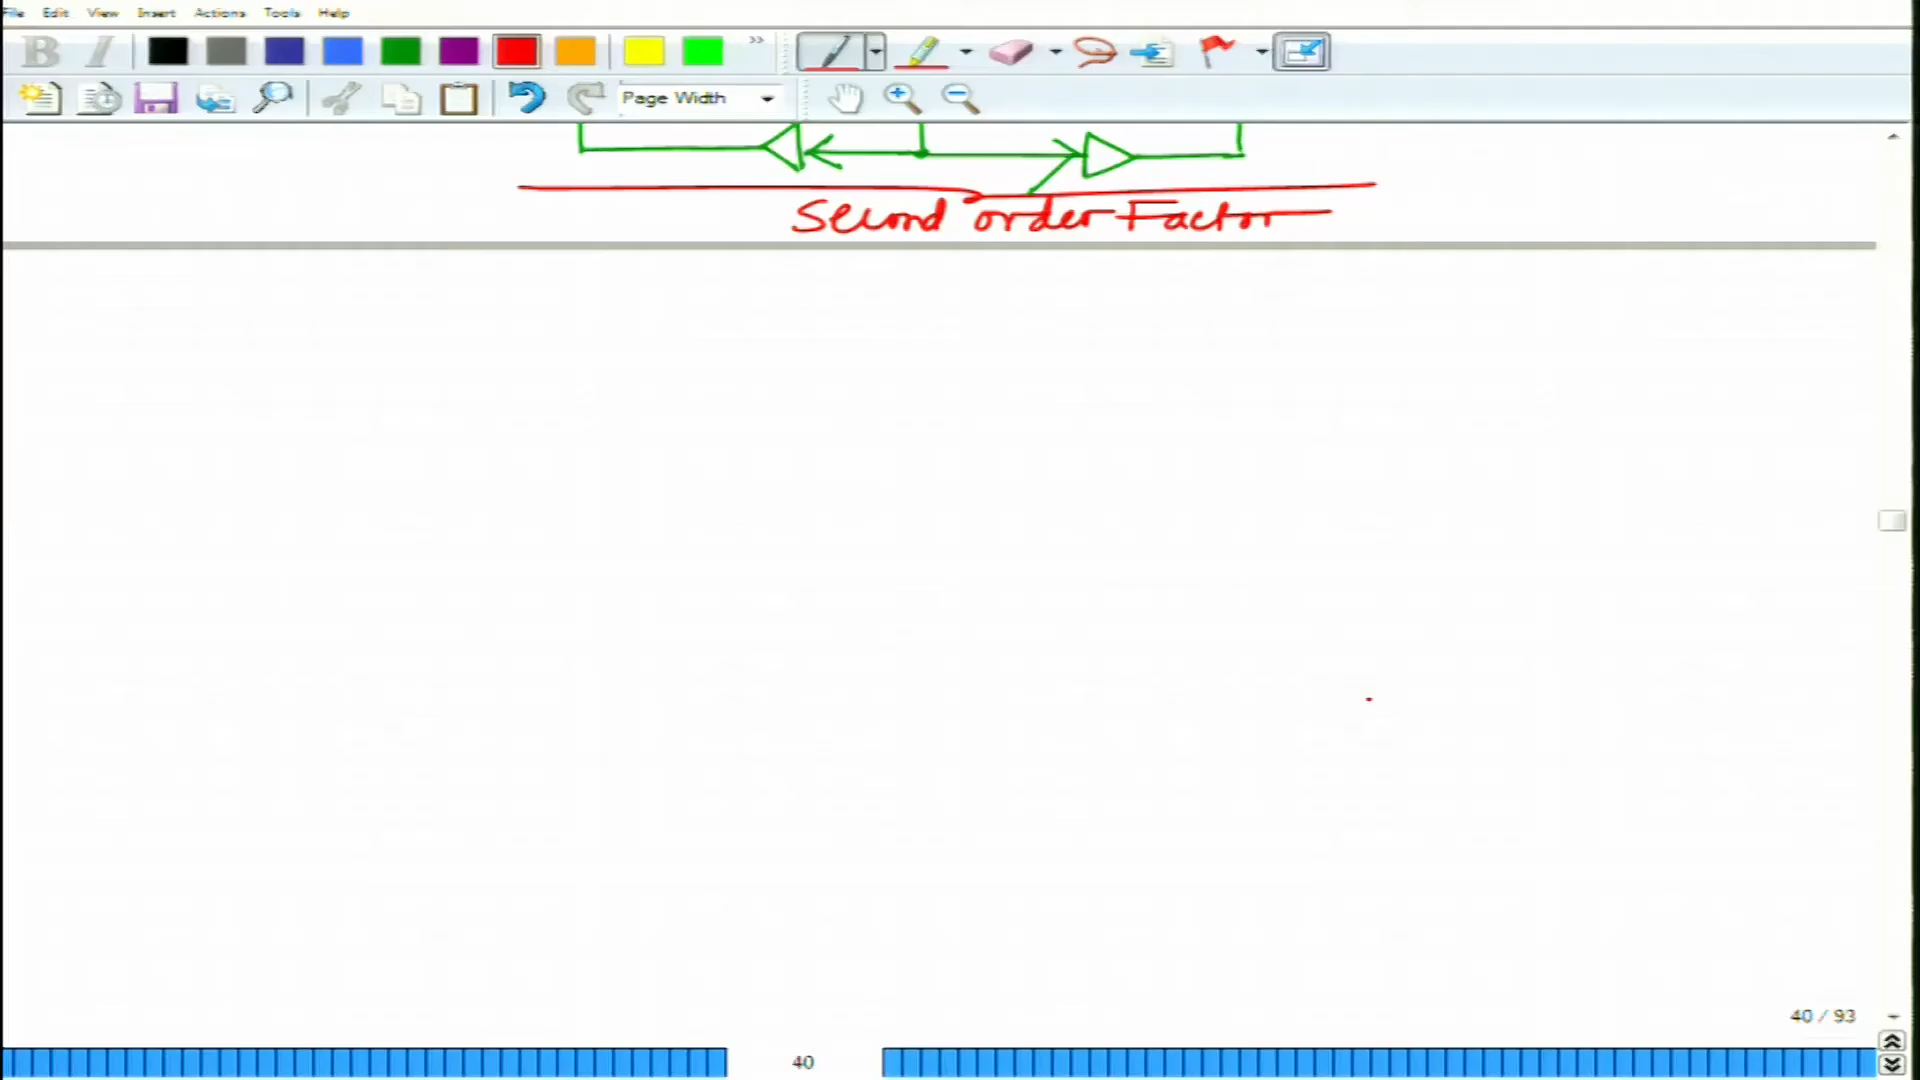 File Edit View Insert Actions Tools Help
B I
Page Width
Second order Factor
40 / 93
40